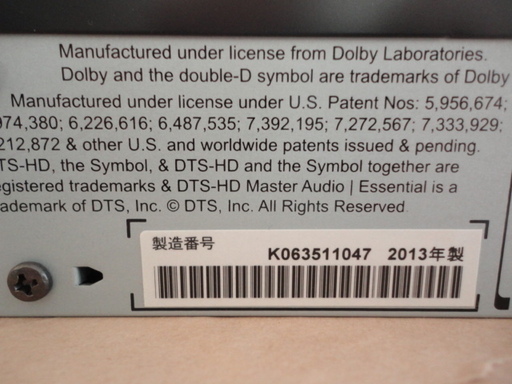 Manufactured under license from Dolby Laboratories.
Dolby and the double-D symbol are trademarks of Dolby
Manufactured under license under U.S. Patent Nos: 5,956,674;
974,380; 6,226,616; 6,487,535; 7,392,195; 7,272,567; 7,333,929;
212,872 & other U.S. and worldwide patents issued & pending.
TS-HD, the Symbol, & DTS-HD and the Symbol together are
egistered trademarks & DTS-HD Master Audio | Essential is a
ademark of DTS, Inc. © DTS, Inc. All Rights Reserved.
製造番号
K063511047 2013年製